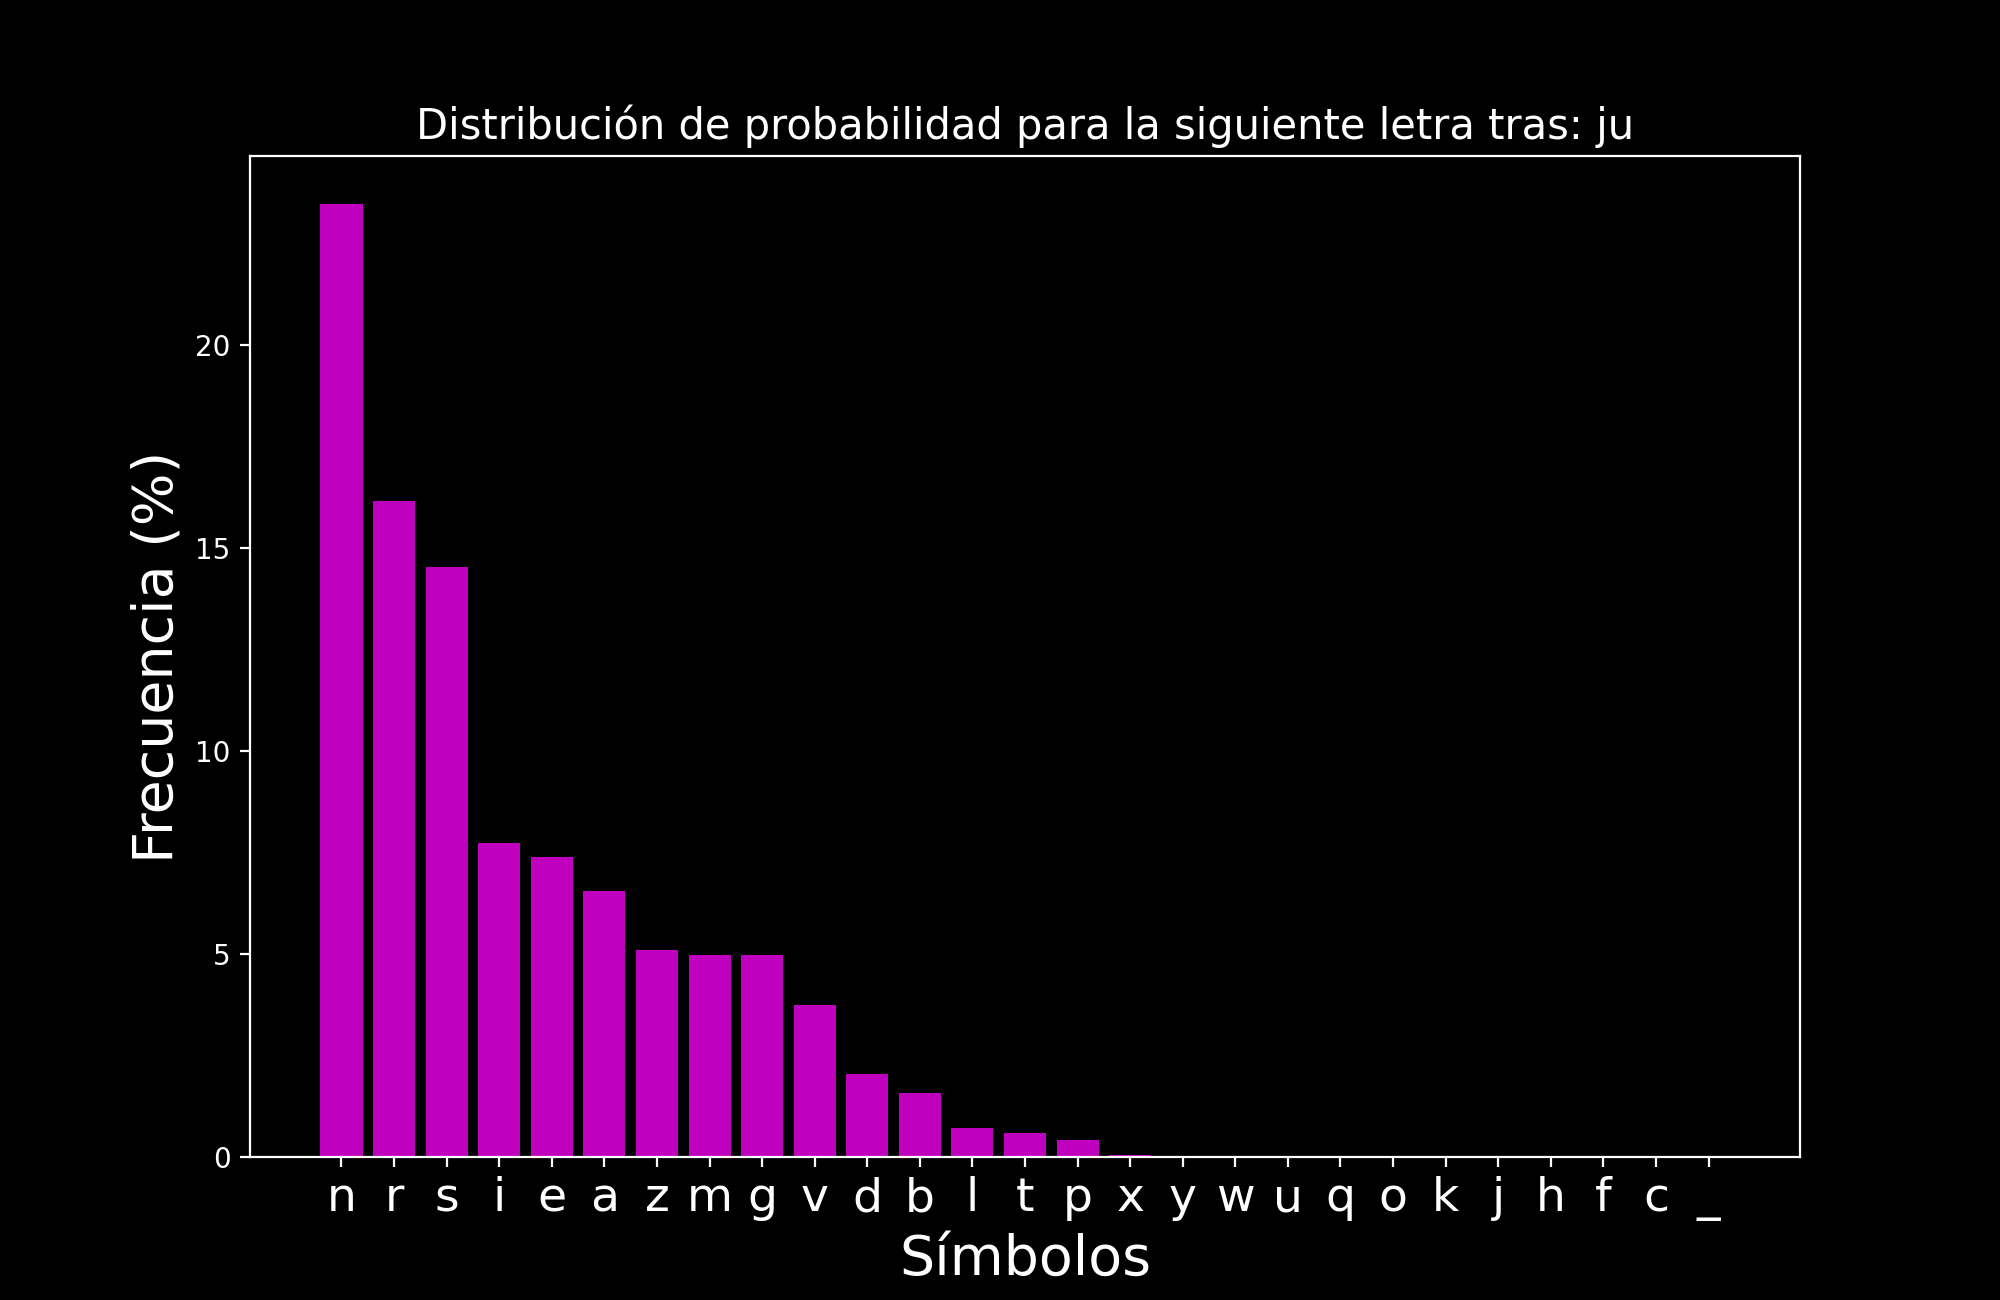 Distribución de probabilidad para la siguiente letra tras: ju
Frecuencia (%)
20
15
10
5
0
n r s i e a z m g v d b l t p x y w u q o k j h f c _
Símbolos